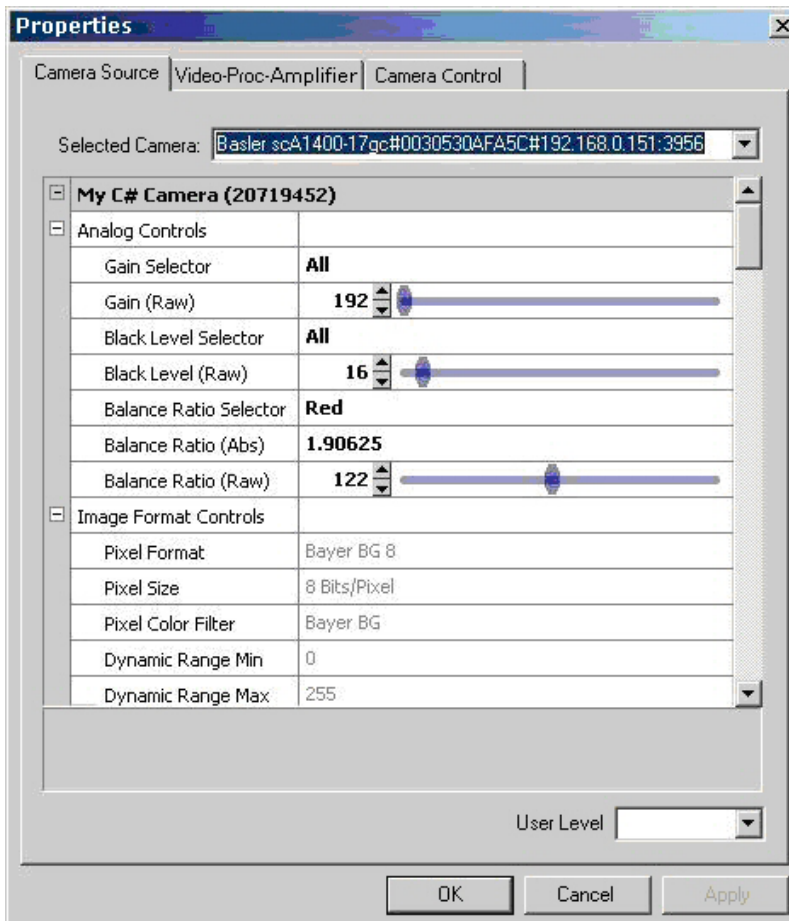 Properties
Camera Source Video-Proc-Amplifier Camera Control
Selected Camera: Basler scA1400-17gc#0030530AFA5C#192.168.0.151:3956
My C# Camera (20719452)
Analog Controls
Gain Selector All
Gain (Raw) 192
Black Level Selector All
Black Level (Raw) 16
Balance Ratio Selector Red
Balance Ratio (Abs) 1.90625
Balance Ratio (Raw) 122
Image Format Controls
Pixel Format Bayer BG 8
Pixel Size 8 Bits/Pixel
Pixel Color Filter Bayer BG
Dynamic Range Min 0
Dynamic Range Max 255
User Level
OK Cancel Apply